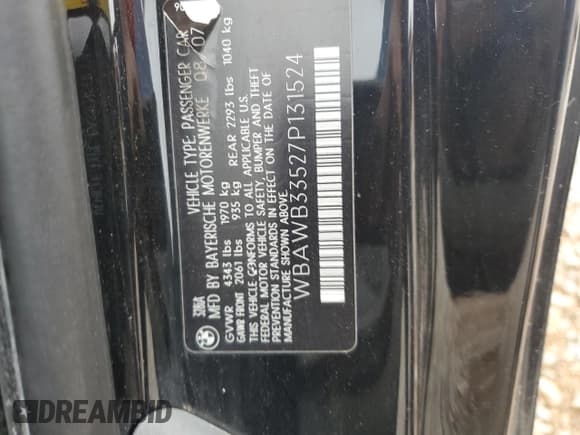 90
VEHICLE TYPE: PASSENGER CAR
MFD BY BAYERISCHE MOTORENWERKE 08/07
GVWR 4343 lbs 1970 kg
GAWR FRONT 2061 lbs 935 kg REAR 2293 lbs 1040 kg
THIS VEHICLE CONFORMS TO ALL APPLICABLE U.S.
FEDERAL MOTOR VEHICLE SAFETY, BUMPER AND THEFT
PREVENTION STANDARDS IN EFFECT ON THE DATE OF
MANUFACTURE SHOWN ABOVE.
WBAWB33527P131524
DREAMBID